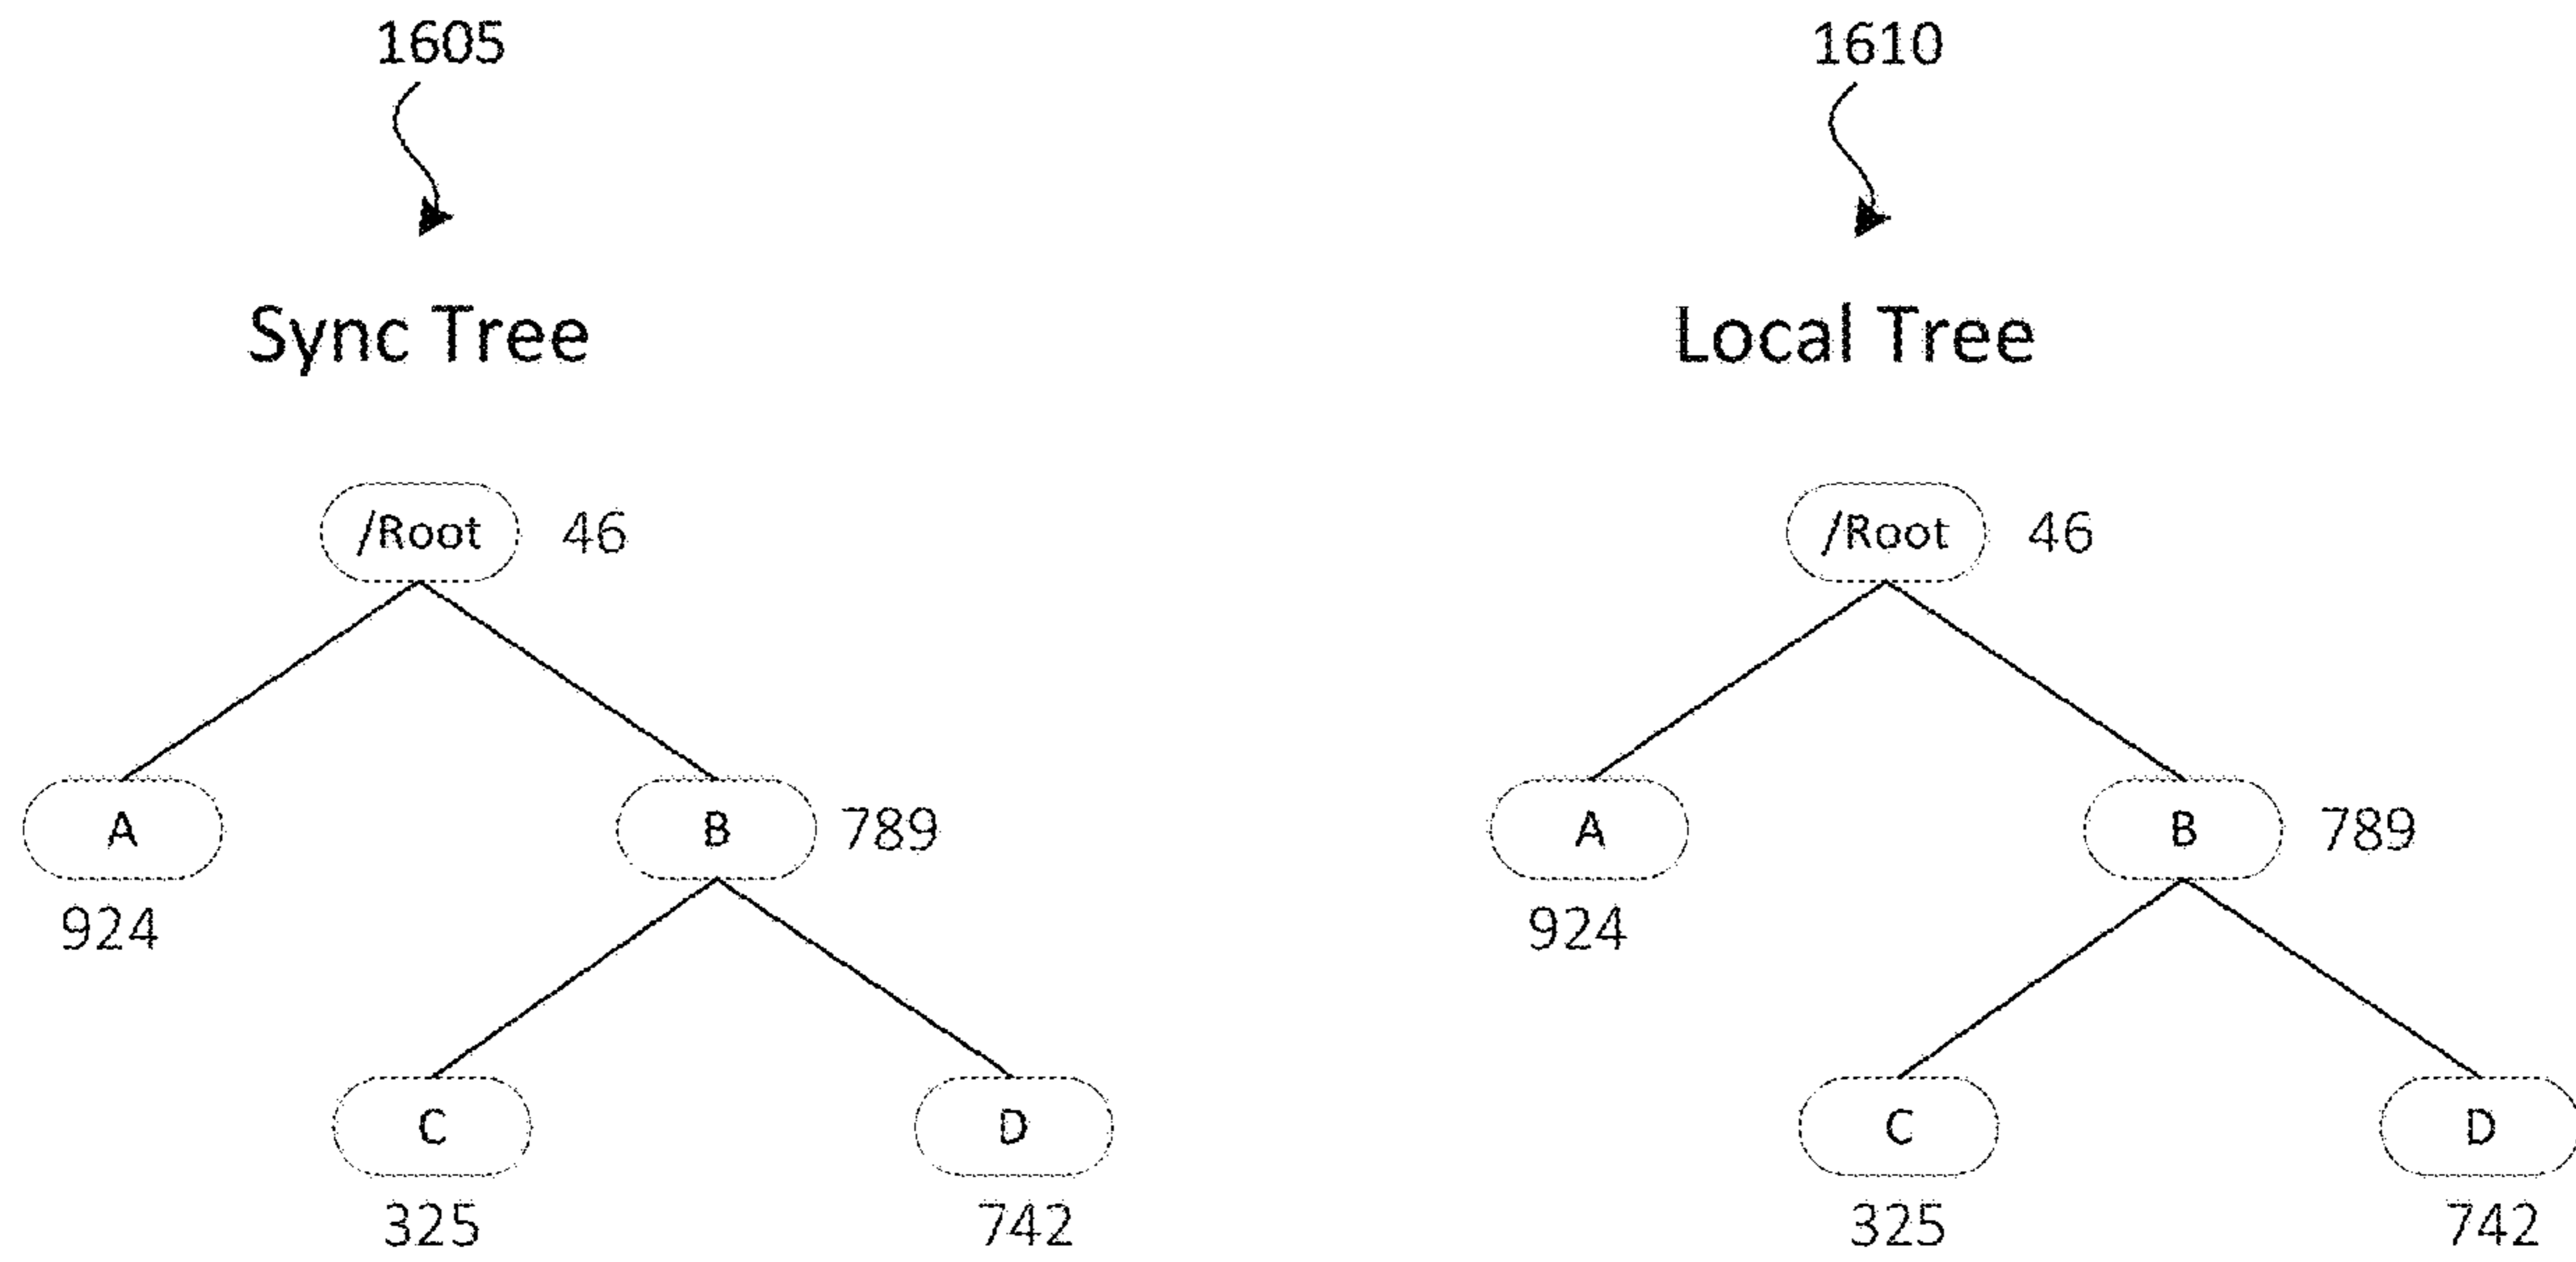 1605 1610
Sync Tree Local Tree
/Root 46 /Root 46
A B 789 A B 789
924 924
C D C D
325 742 325 742